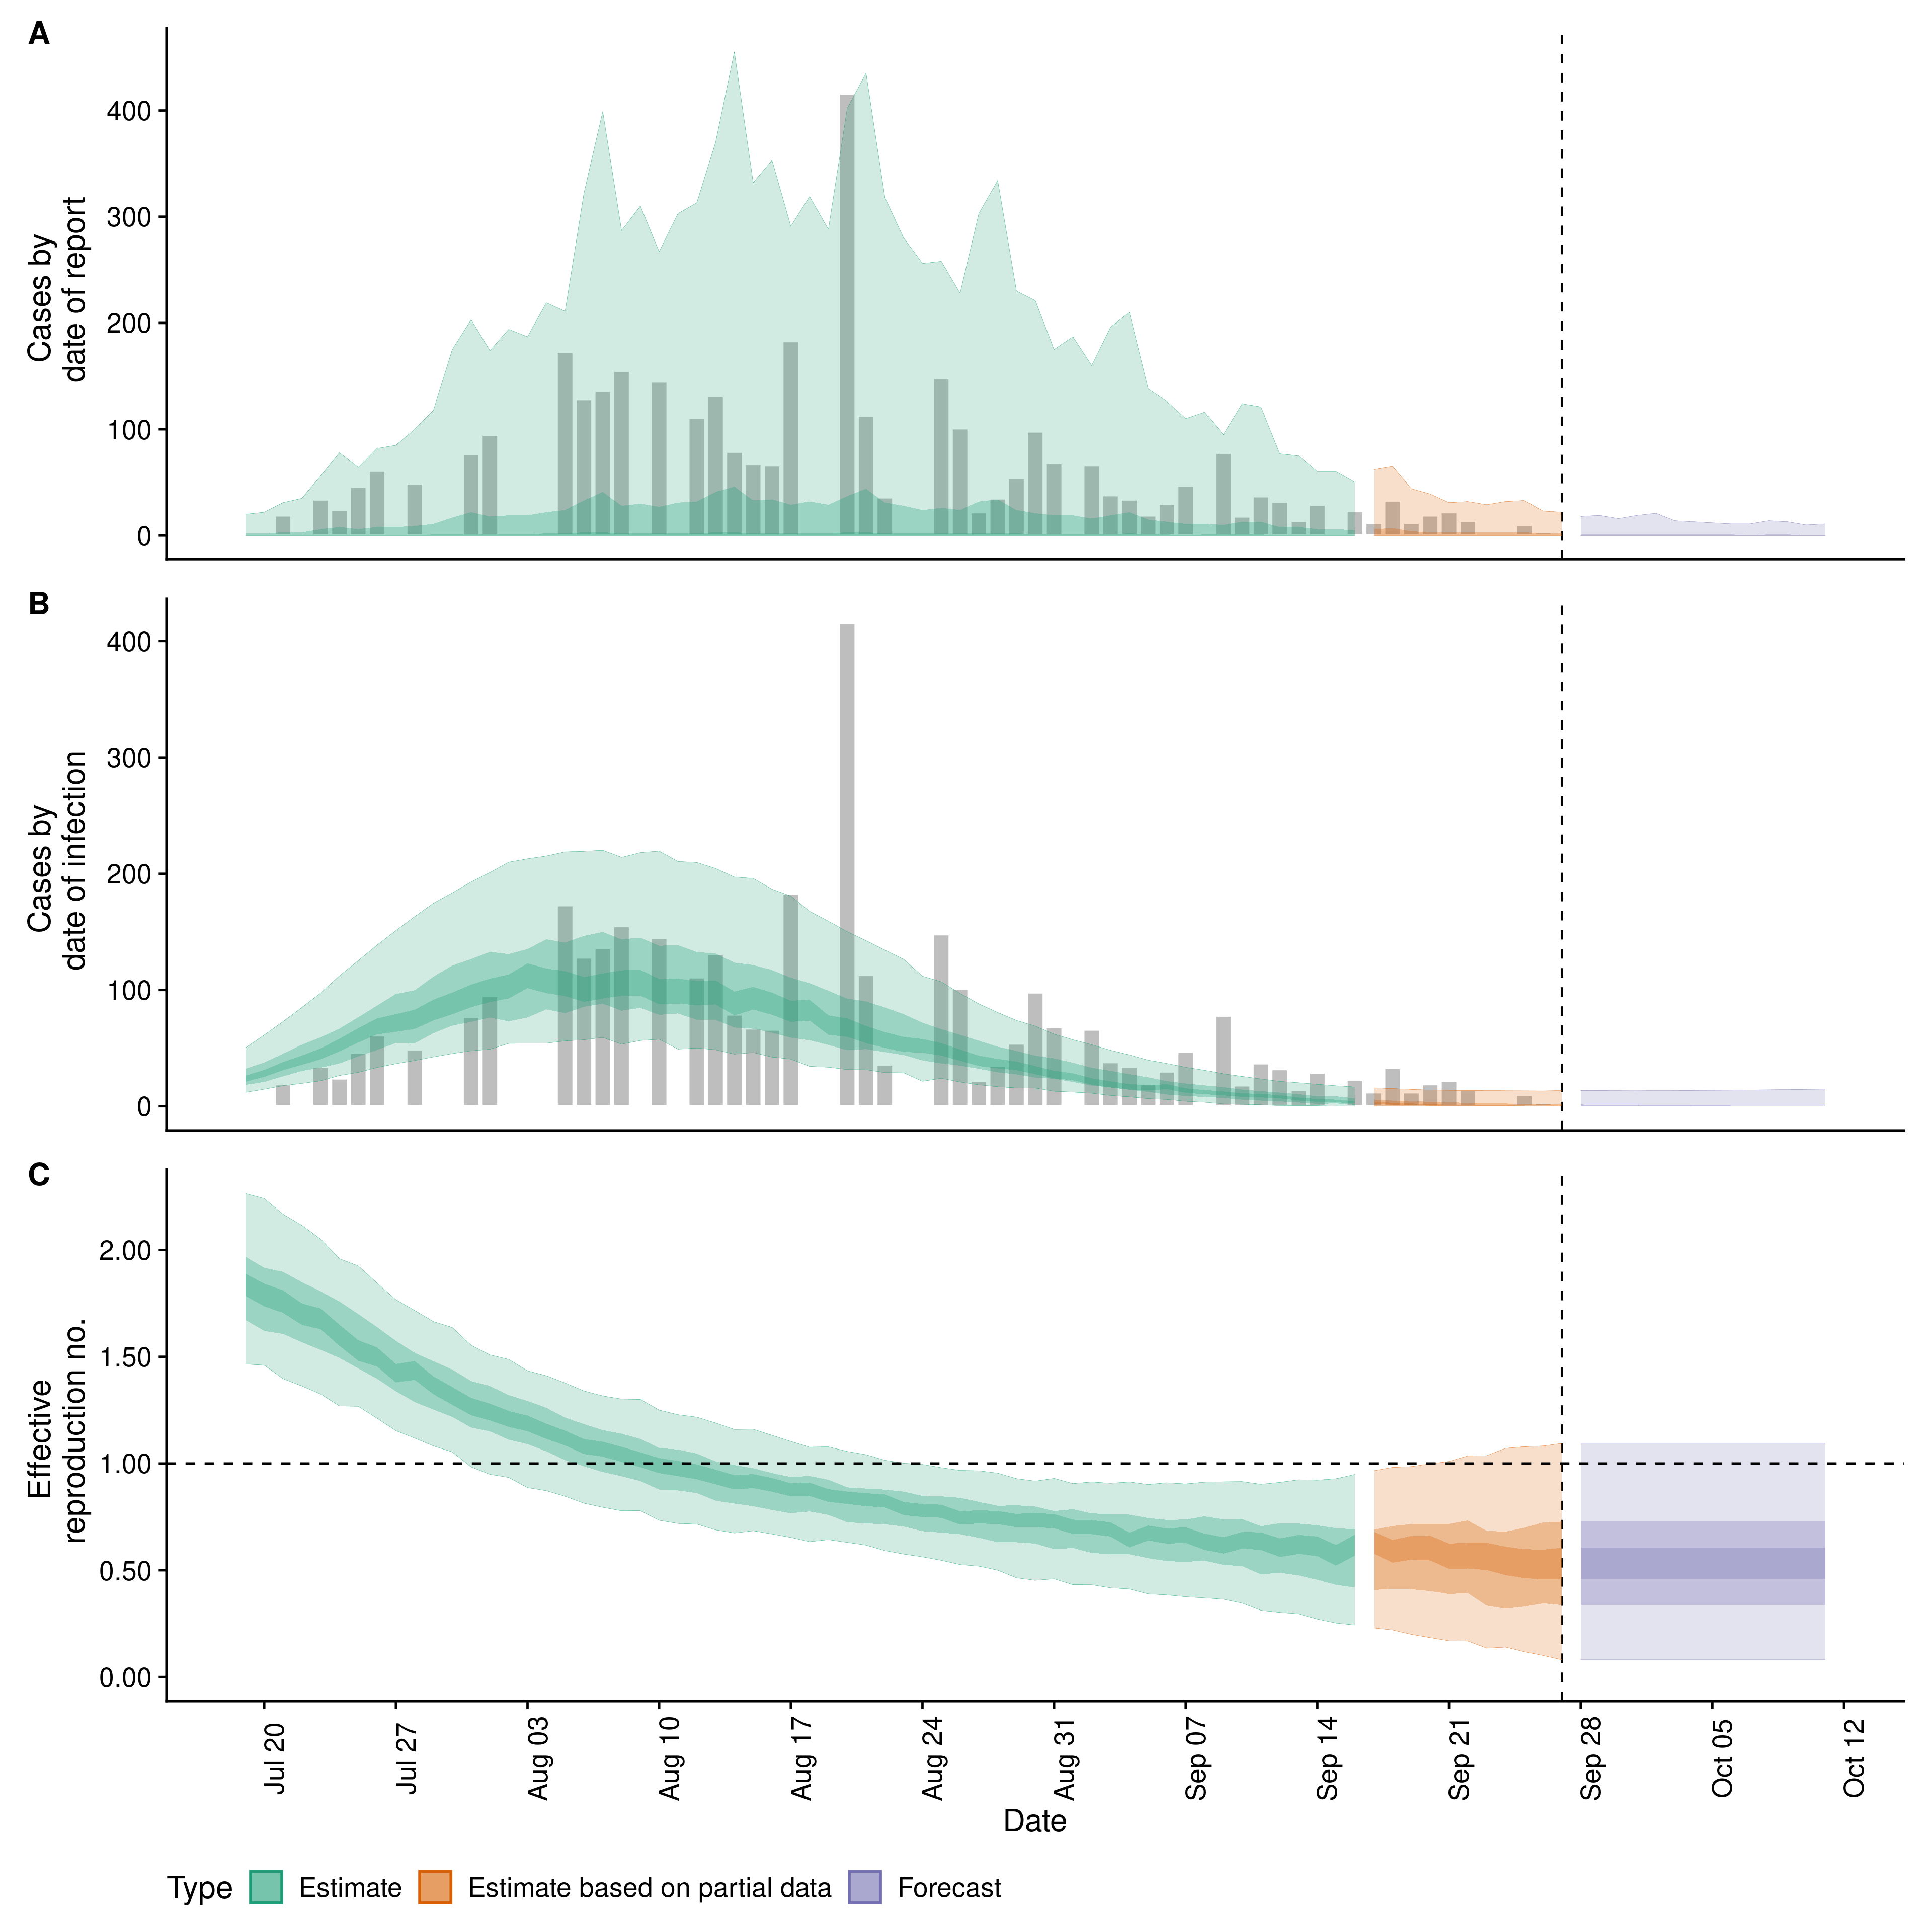 A
Cases by
date of report
400
300
200
100
0
B
Cases by
date of infection
400
300
200
100
0
C
Effective
reproduction no.
2.00
1.50
1.00
0.50
0.00
Jul 20
Jul 27
Aug 03
Aug 10
Aug 17
Aug 24
Aug 31
Sep 07
Sep 14
Sep 21
Sep 28
Oct 05
Oct 12
Date
Type Estimate Estimate based on partial data Forecast